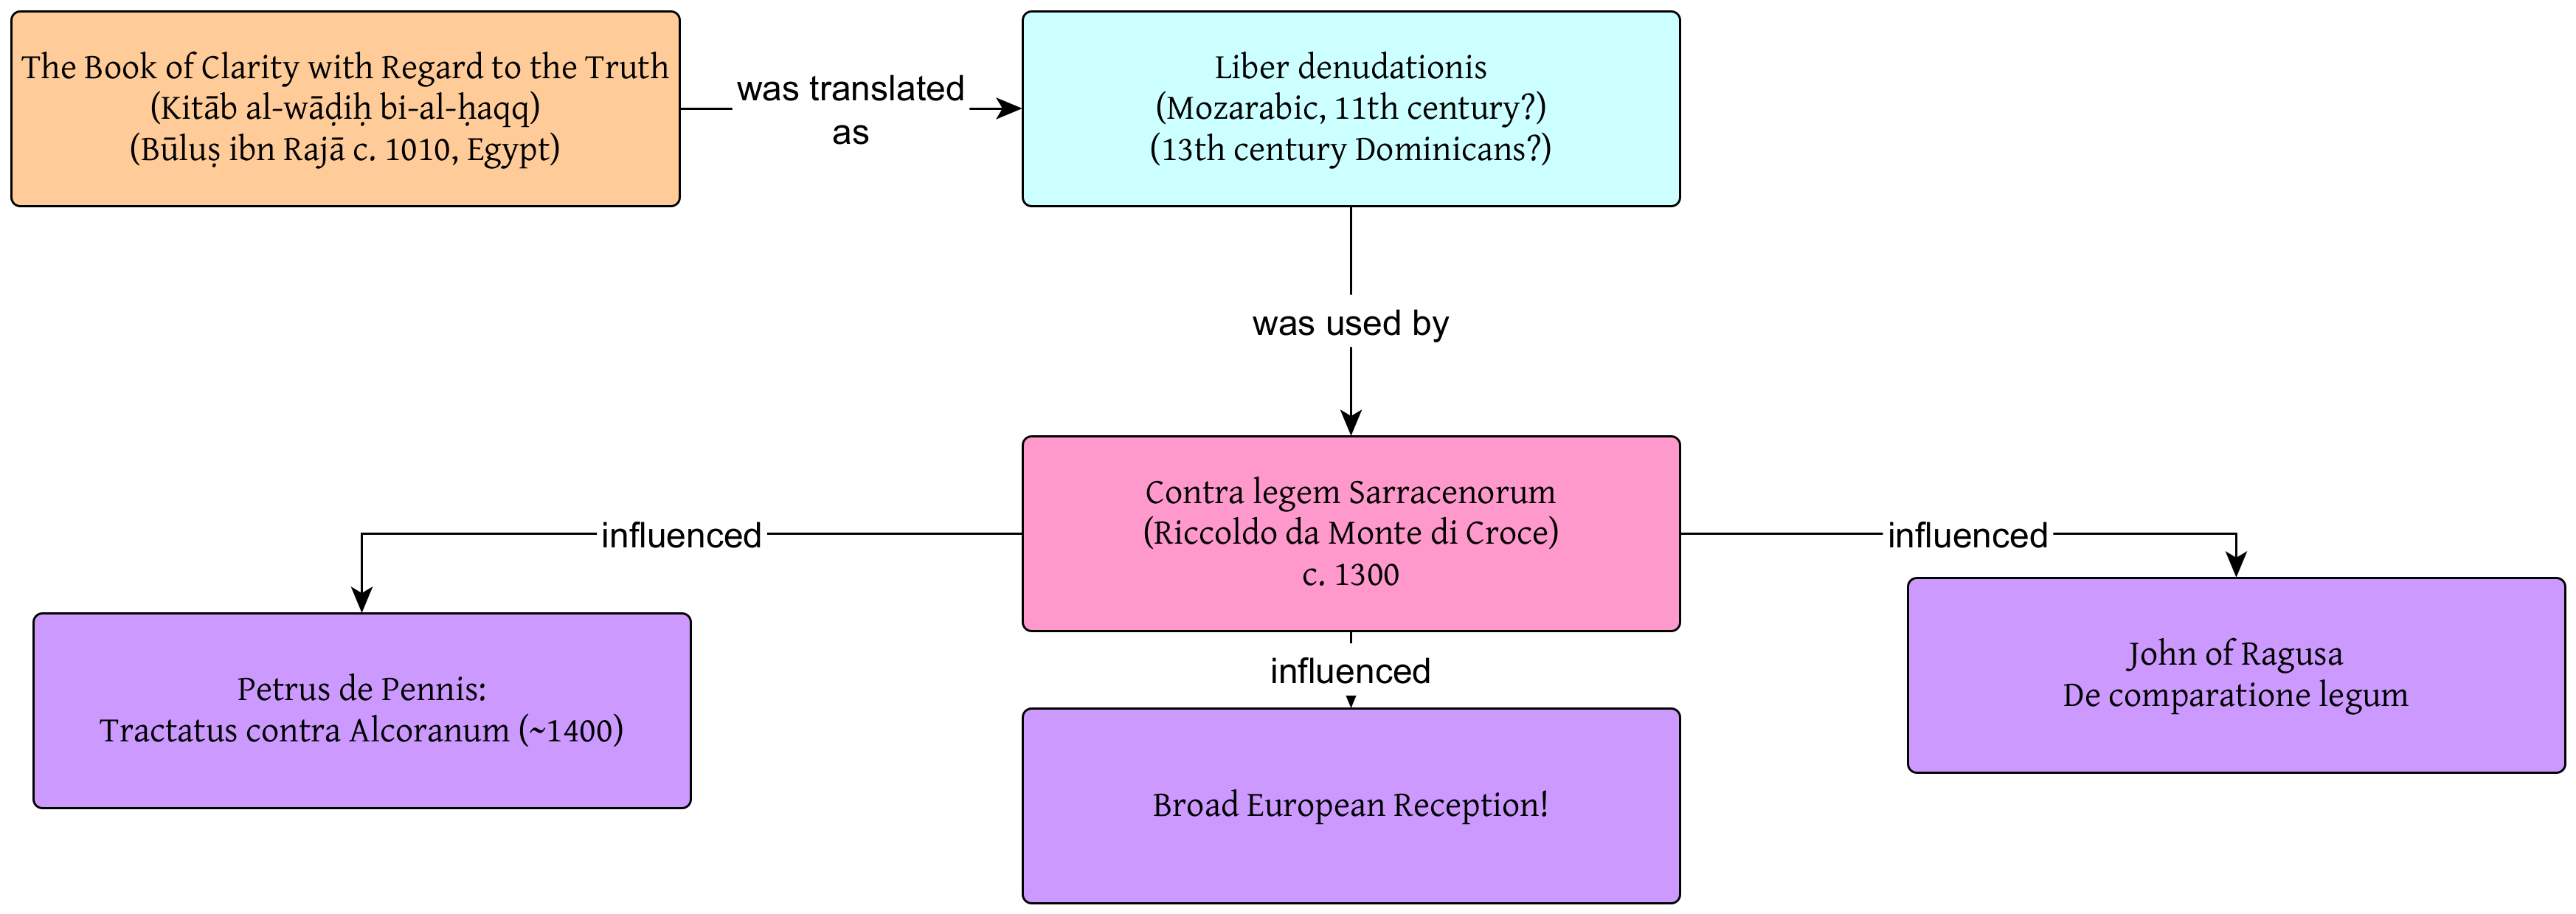 The Book of Clarity with Regard to the Truth
(Kitāb al-wāḍiḥ bi-al-ḥaqq)
(Būluṣ ibn Rajā c. 1010, Egypt)
was translated
as
Liber denudationis
(Mozarabic, 11th century?)
(13th century Dominicans?)
was used by
Contra legem Sarracenorum
(Riccoldo da Monte di Croce)
c. 1300
influenced
influenced
influenced
Petrus de Pennis:
Tractatus contra Alcoranum (~1400)
Broad European Reception!
John of Ragusa
De comparatione legum